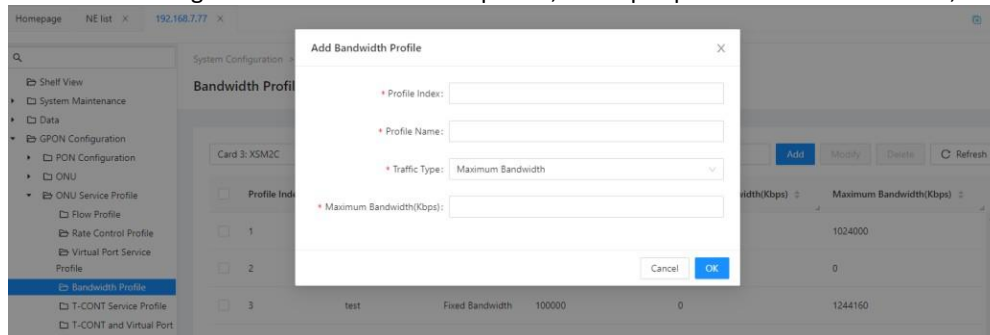 Homepage NE list × 192.168.7.77 ×
Add Bandwidth Profile ×
System Configuration >
Shelf View
Bandwidth Profil
* Profile Index:
System Maintenance
Data
* Profile Name:
GPON Configuration
PON Configuration
Card 3: XSM2C
* Traffic Type: Maximum Bandwidth
Add Modify Delete Refresh
ONU
ONU Service Profile
Profile Inde
* Maximum Bandwidth(Kbps):
width(Kbps) Maximum Bandwidth(Kbps)
Flow Profile
Rate Control Profile
1 1024000
Virtual Port Service
Profile
2 Cancel OK 0
Bandwidth Profile
T-CONT Service Profile
3 test Fixed Bandwidth 100000 0 1244160
T-CONT and Virtual Port